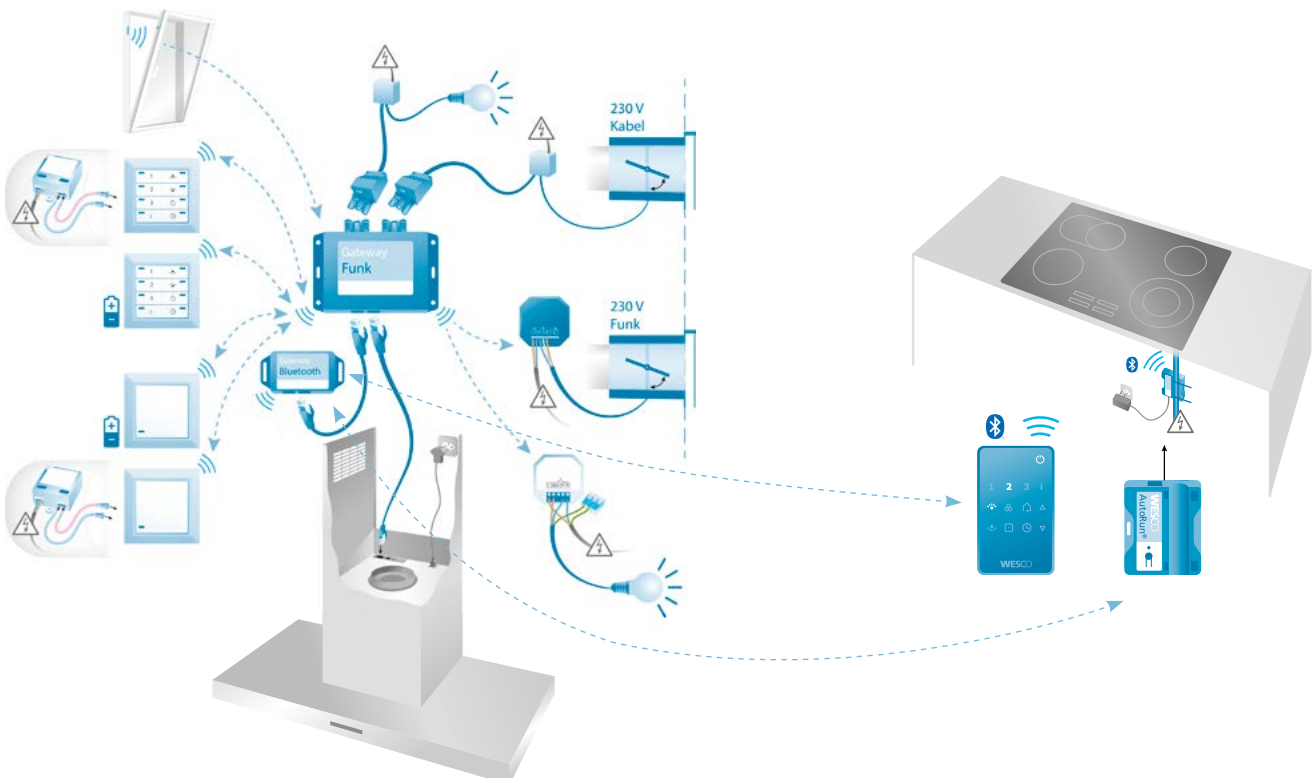 230 V
Kabel
Gateway
Funk
230 V
Funk
Gateway
Bluetooth
1 2 3 i
WESCO
WESCO
AutoRun®